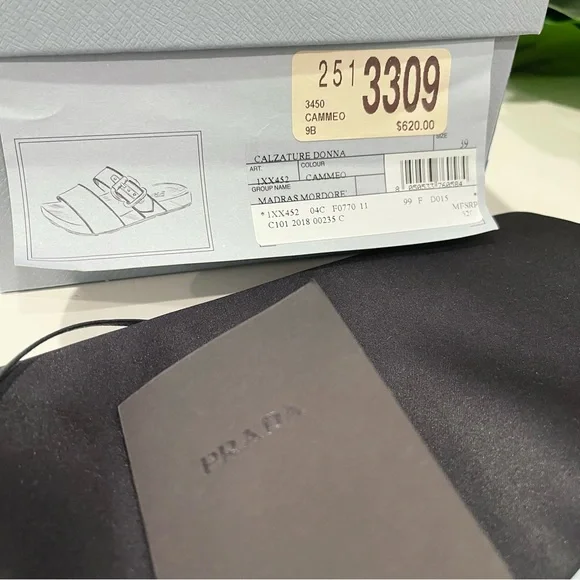 251 3309
3450
CAMMEO
9B
$620.00
CALZATURE DONNA
SIZE
39
ART.
COLOUR
1XX452
CAMMEO
GROUP NAME
MADRAS MORDORE'
*1XX452 04C F0770 11 99 F D015 *
C101 2018 00235 C
PRADA